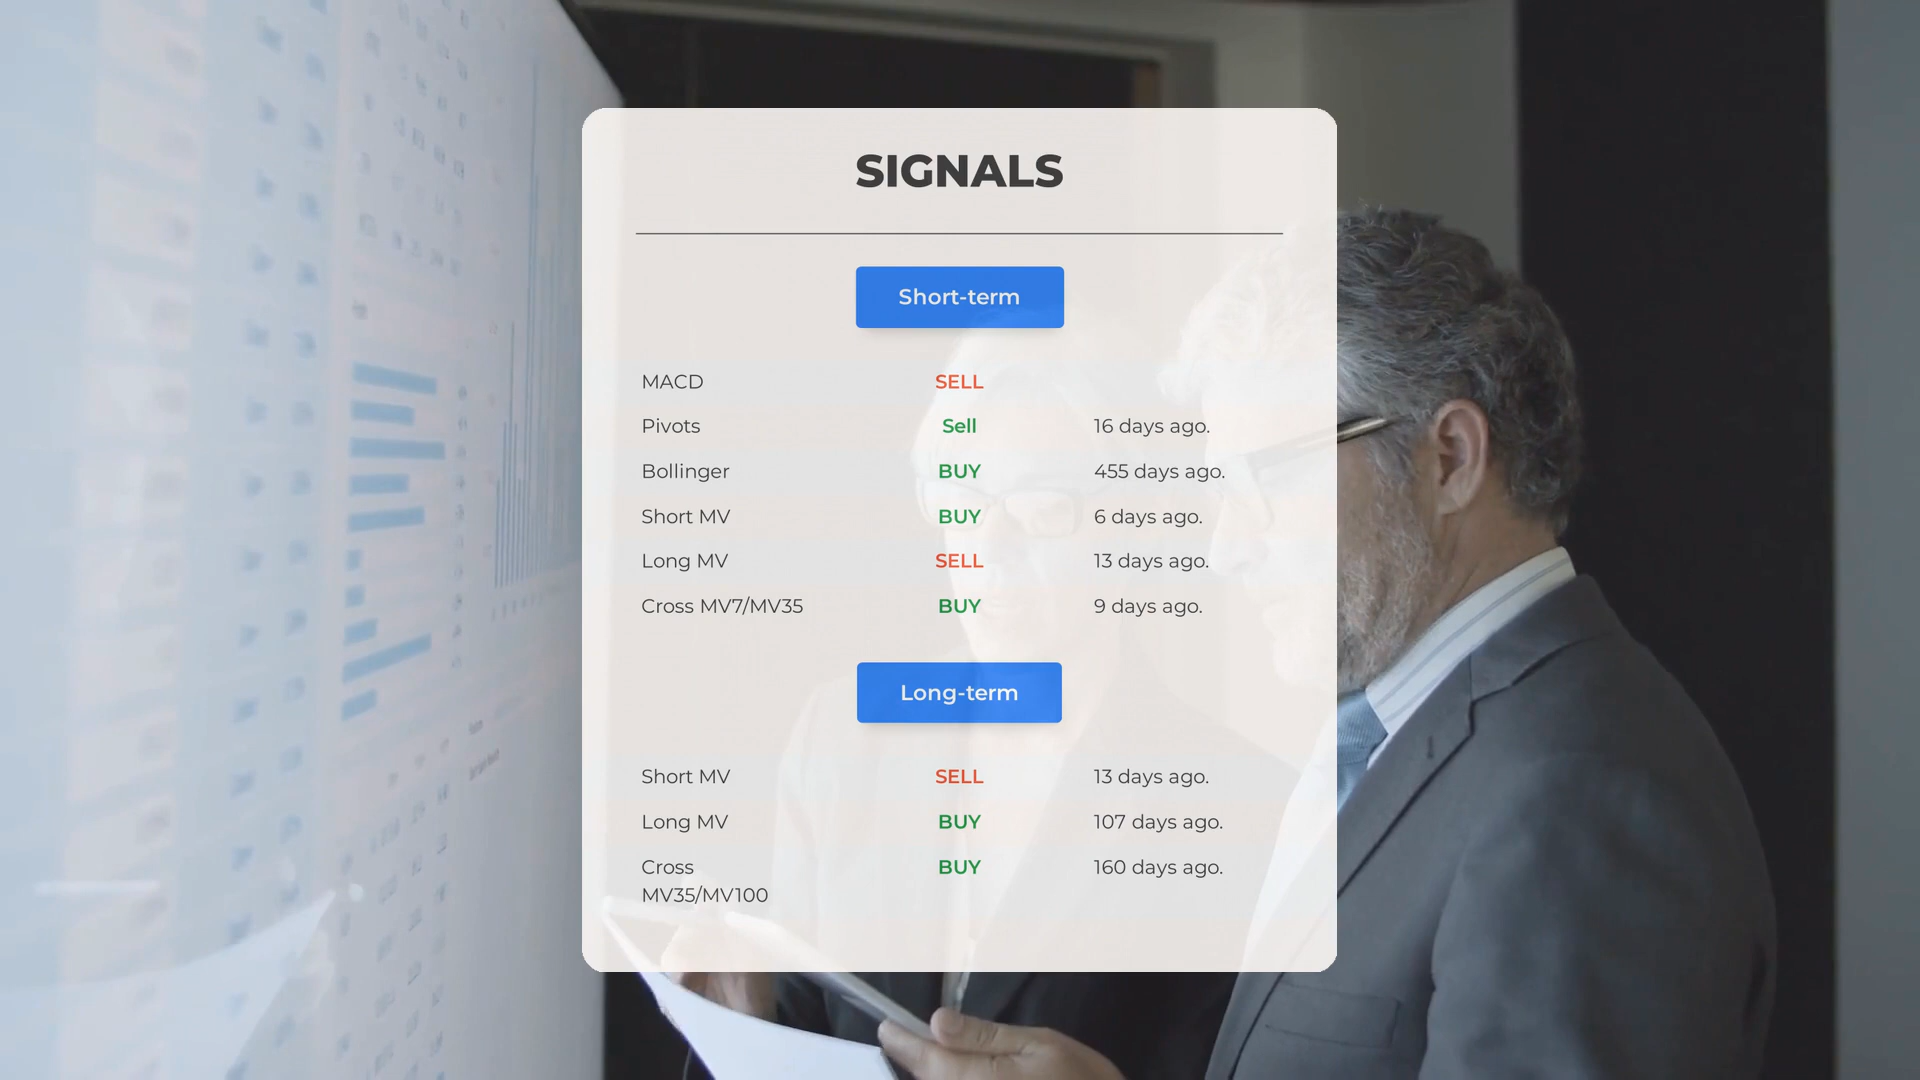 SIGNALS
Short-term
MACD SELL
Pivots Sell 16 days ago.
Bollinger BUY 455 days ago.
Short MV BUY 6 days ago.
Long MV SELL 13 days ago.
Cross MV7/MV35 BUY 9 days ago.
Long-term
Short MV SELL 13 days ago.
Long MV BUY 107 days ago.
Cross BUY 160 days ago.
MV35/MV100